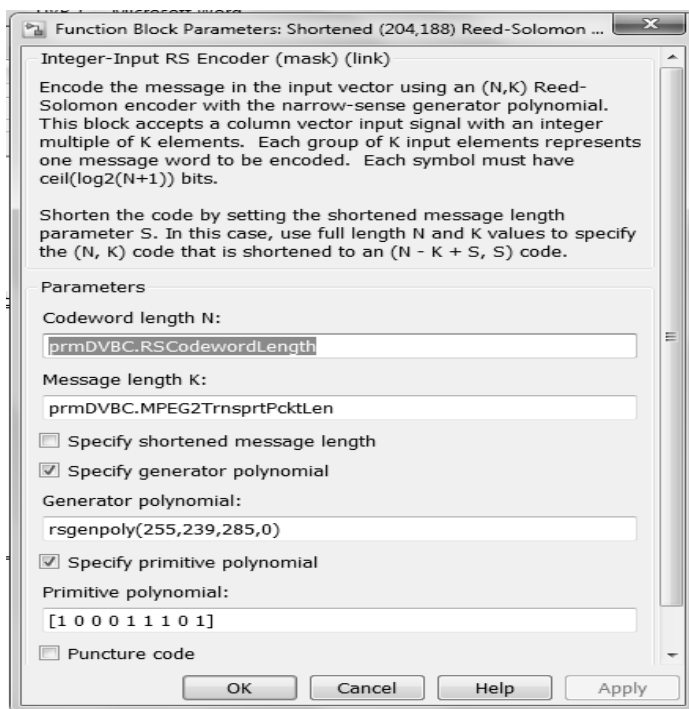 Function Block Parameters: Shortened (204,188) Reed-Solomon ...
Integer-Input RS Encoder (mask) (link)
Encode the message in the input vector using an (N,K) Reed-
Solomon encoder with the narrow-sense generator polynomial.
This block accepts a column vector input signal with an integer
multiple of K elements. Each group of K input elements represents
one message word to be encoded. Each symbol must have
ceil(log2(N+1)) bits.
Shorten the code by setting the shortened message length
parameter S. In this case, use full length N and K values to specify
the (N, K) code that is shortened to an (N - K + S, S) code.
Parameters
Codeword length N:
prmDVBC.RSCodewordLength
Message length K:
prmDVBC.MPEG2TrnsprtPcktLen
Specify shortened message length
Specify generator polynomial
Generator polynomial:
rsgenpoly(255,239,285,0)
Specify primitive polynomial
Primitive polynomial:
[1 0 0 0 1 1 1 0 1]
Puncture code
OK Cancel Help Apply